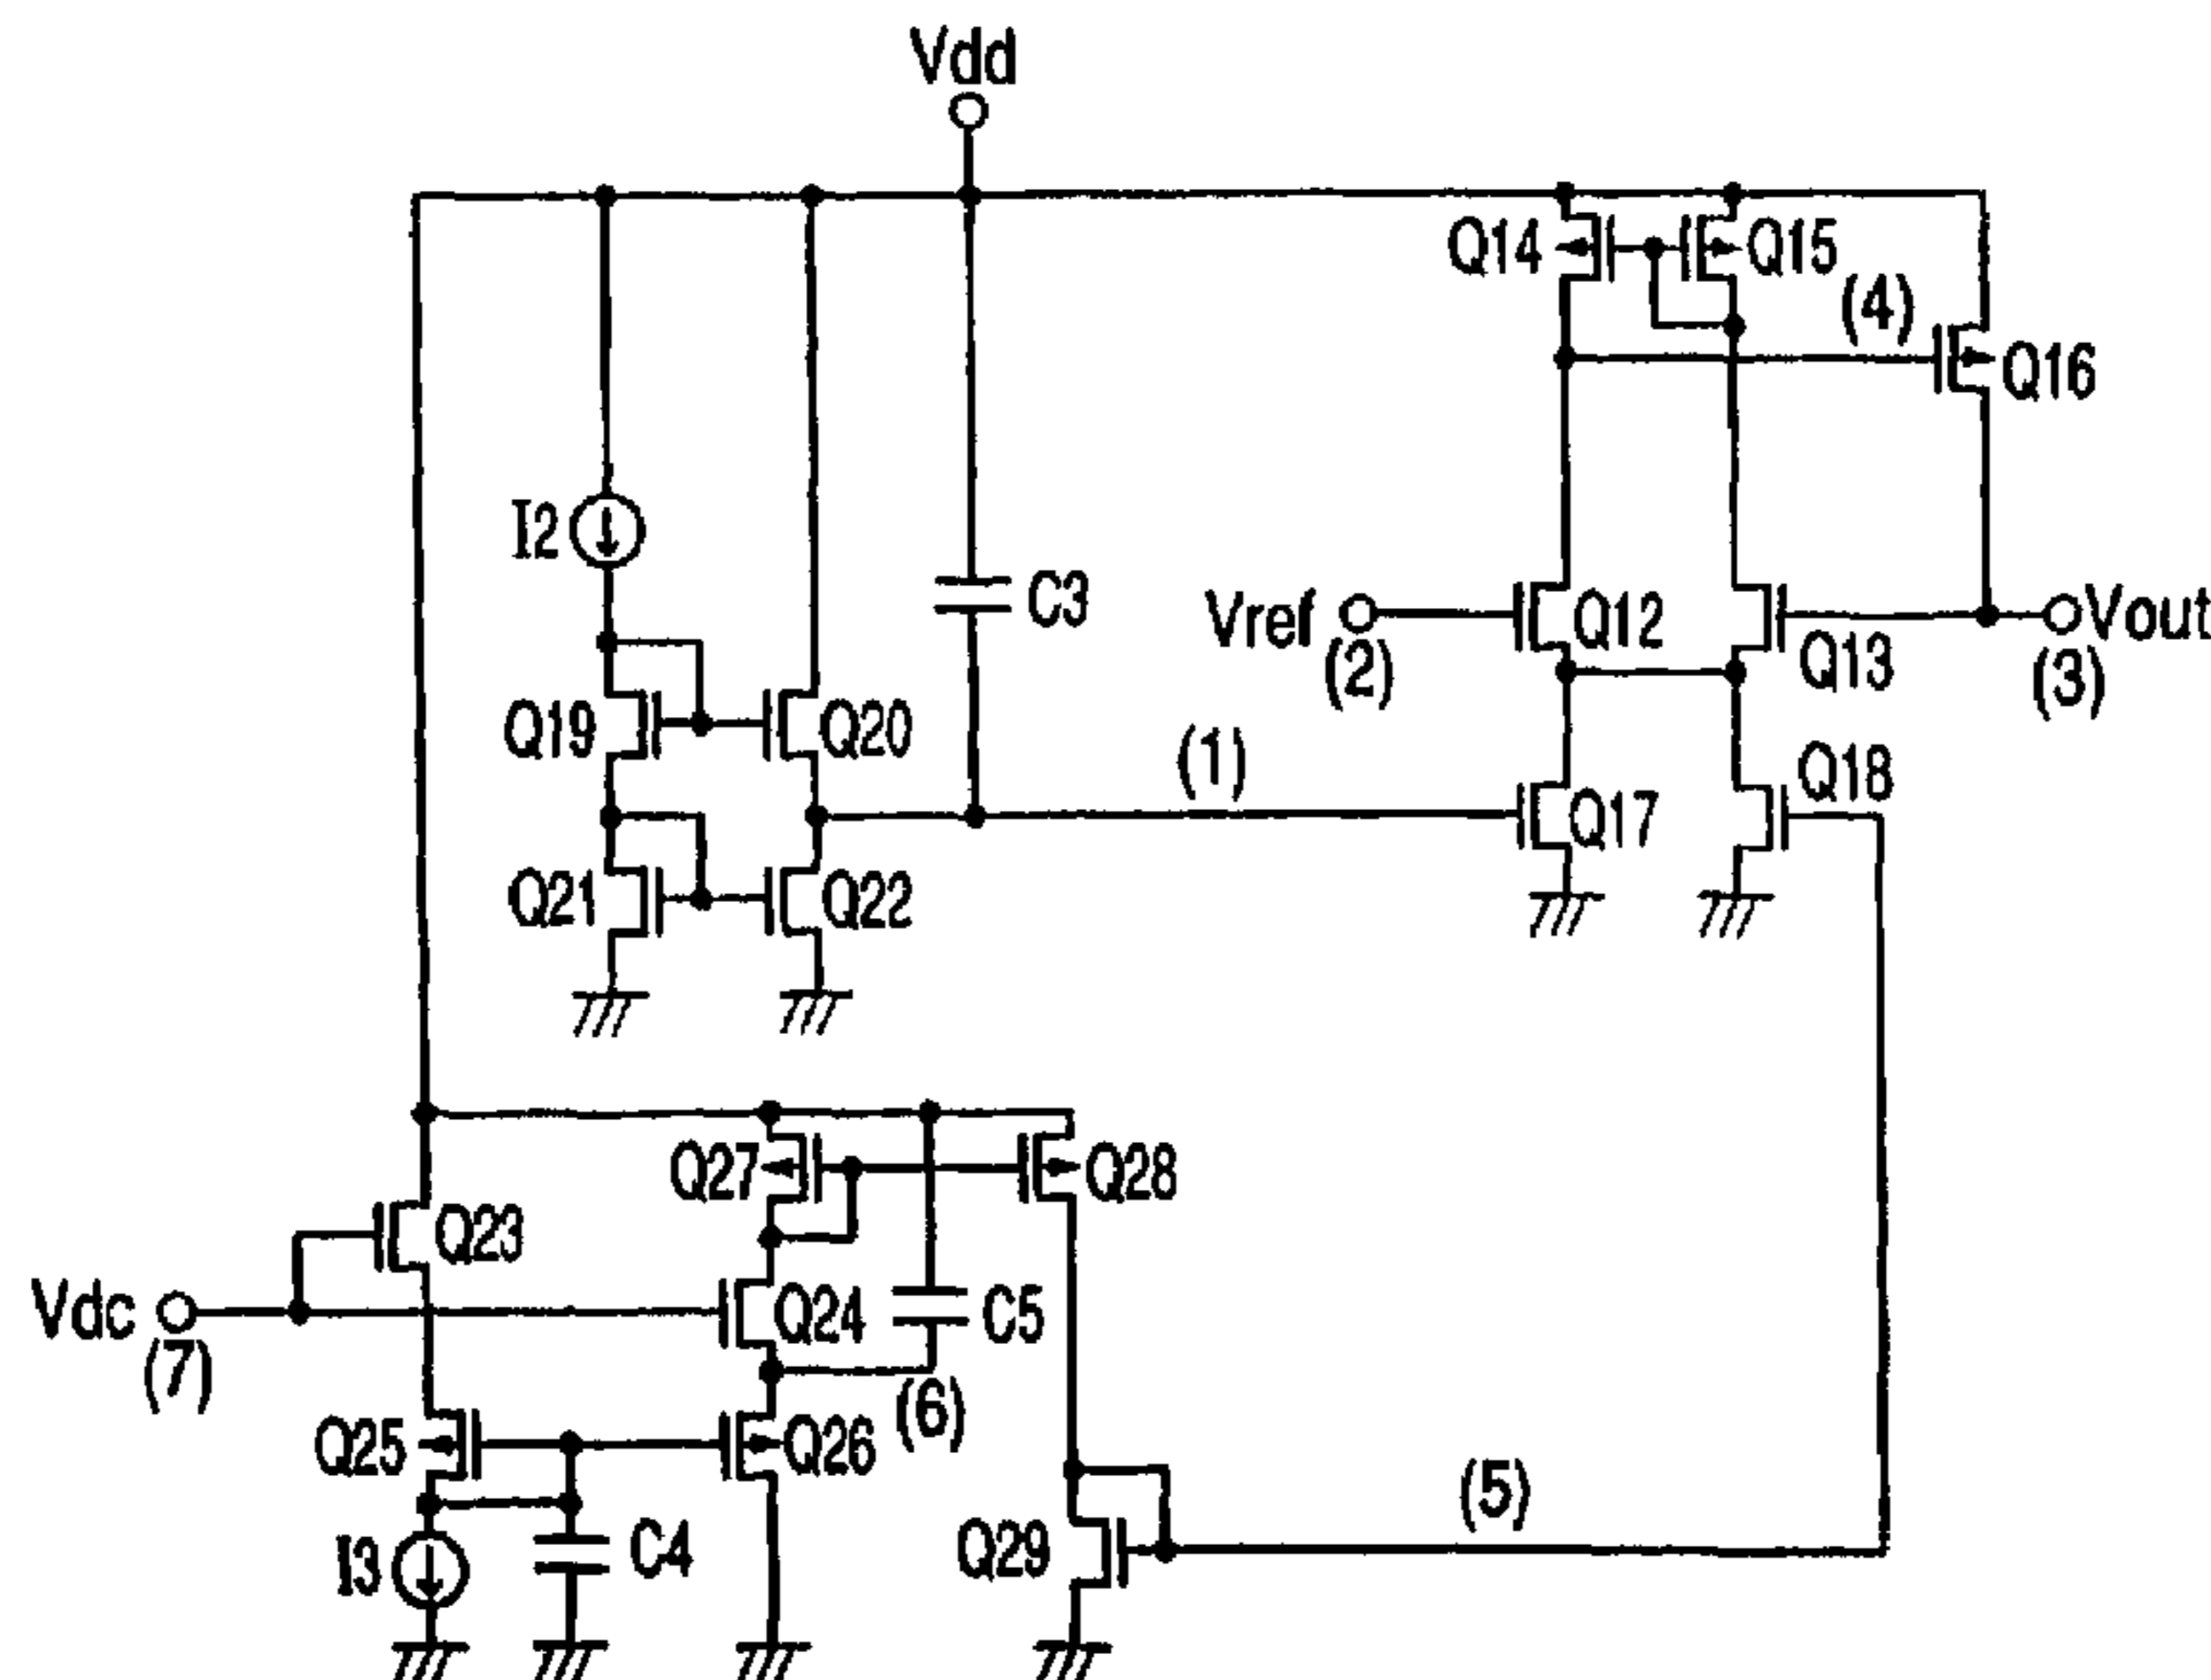 Vdd
Q14
Q15
(4)
Q16
I2
C3
Vref
(2)
Q12
Q13
Vout
(3)
Q19
Q20
(1)
Q17
Q18
Q21
Q22
Q27
Q28
Q23
Vdc
(7)
Q24
C5
(6)
Q25
Q26
(5)
I3
C4
Q29